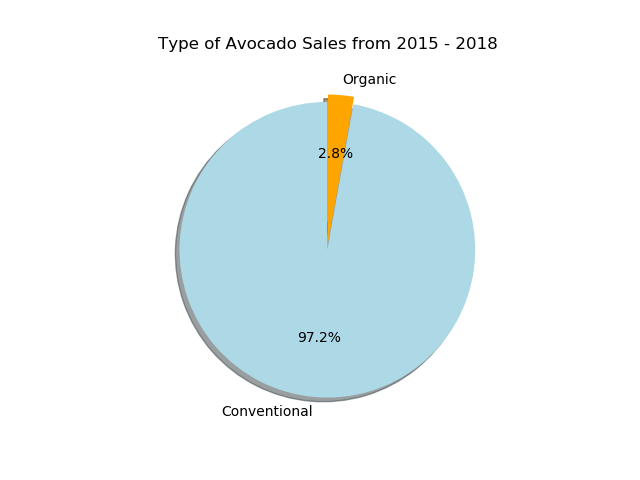 Type of Avocado Sales from 2015 - 2018
Organic
2.8%
97.2%
Conventional